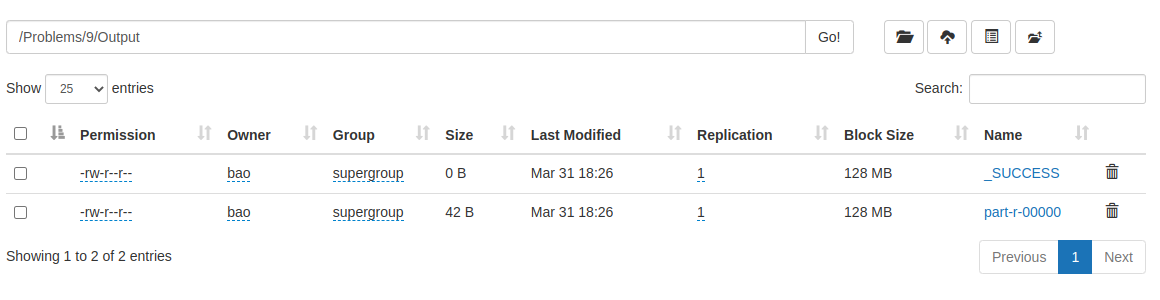 /Problems/9/Output Go!
Show 25 entries Search:
Permission Owner Group Size Last Modified Replication Block Size Name
-rw-r--r-- bao supergroup 0 B Mar 31 18:26 1 128 MB _SUCCESS
-rw-r--r-- bao supergroup 42 B Mar 31 18:26 1 128 MB part-r-00000
Showing 1 to 2 of 2 entries Previous 1 Next